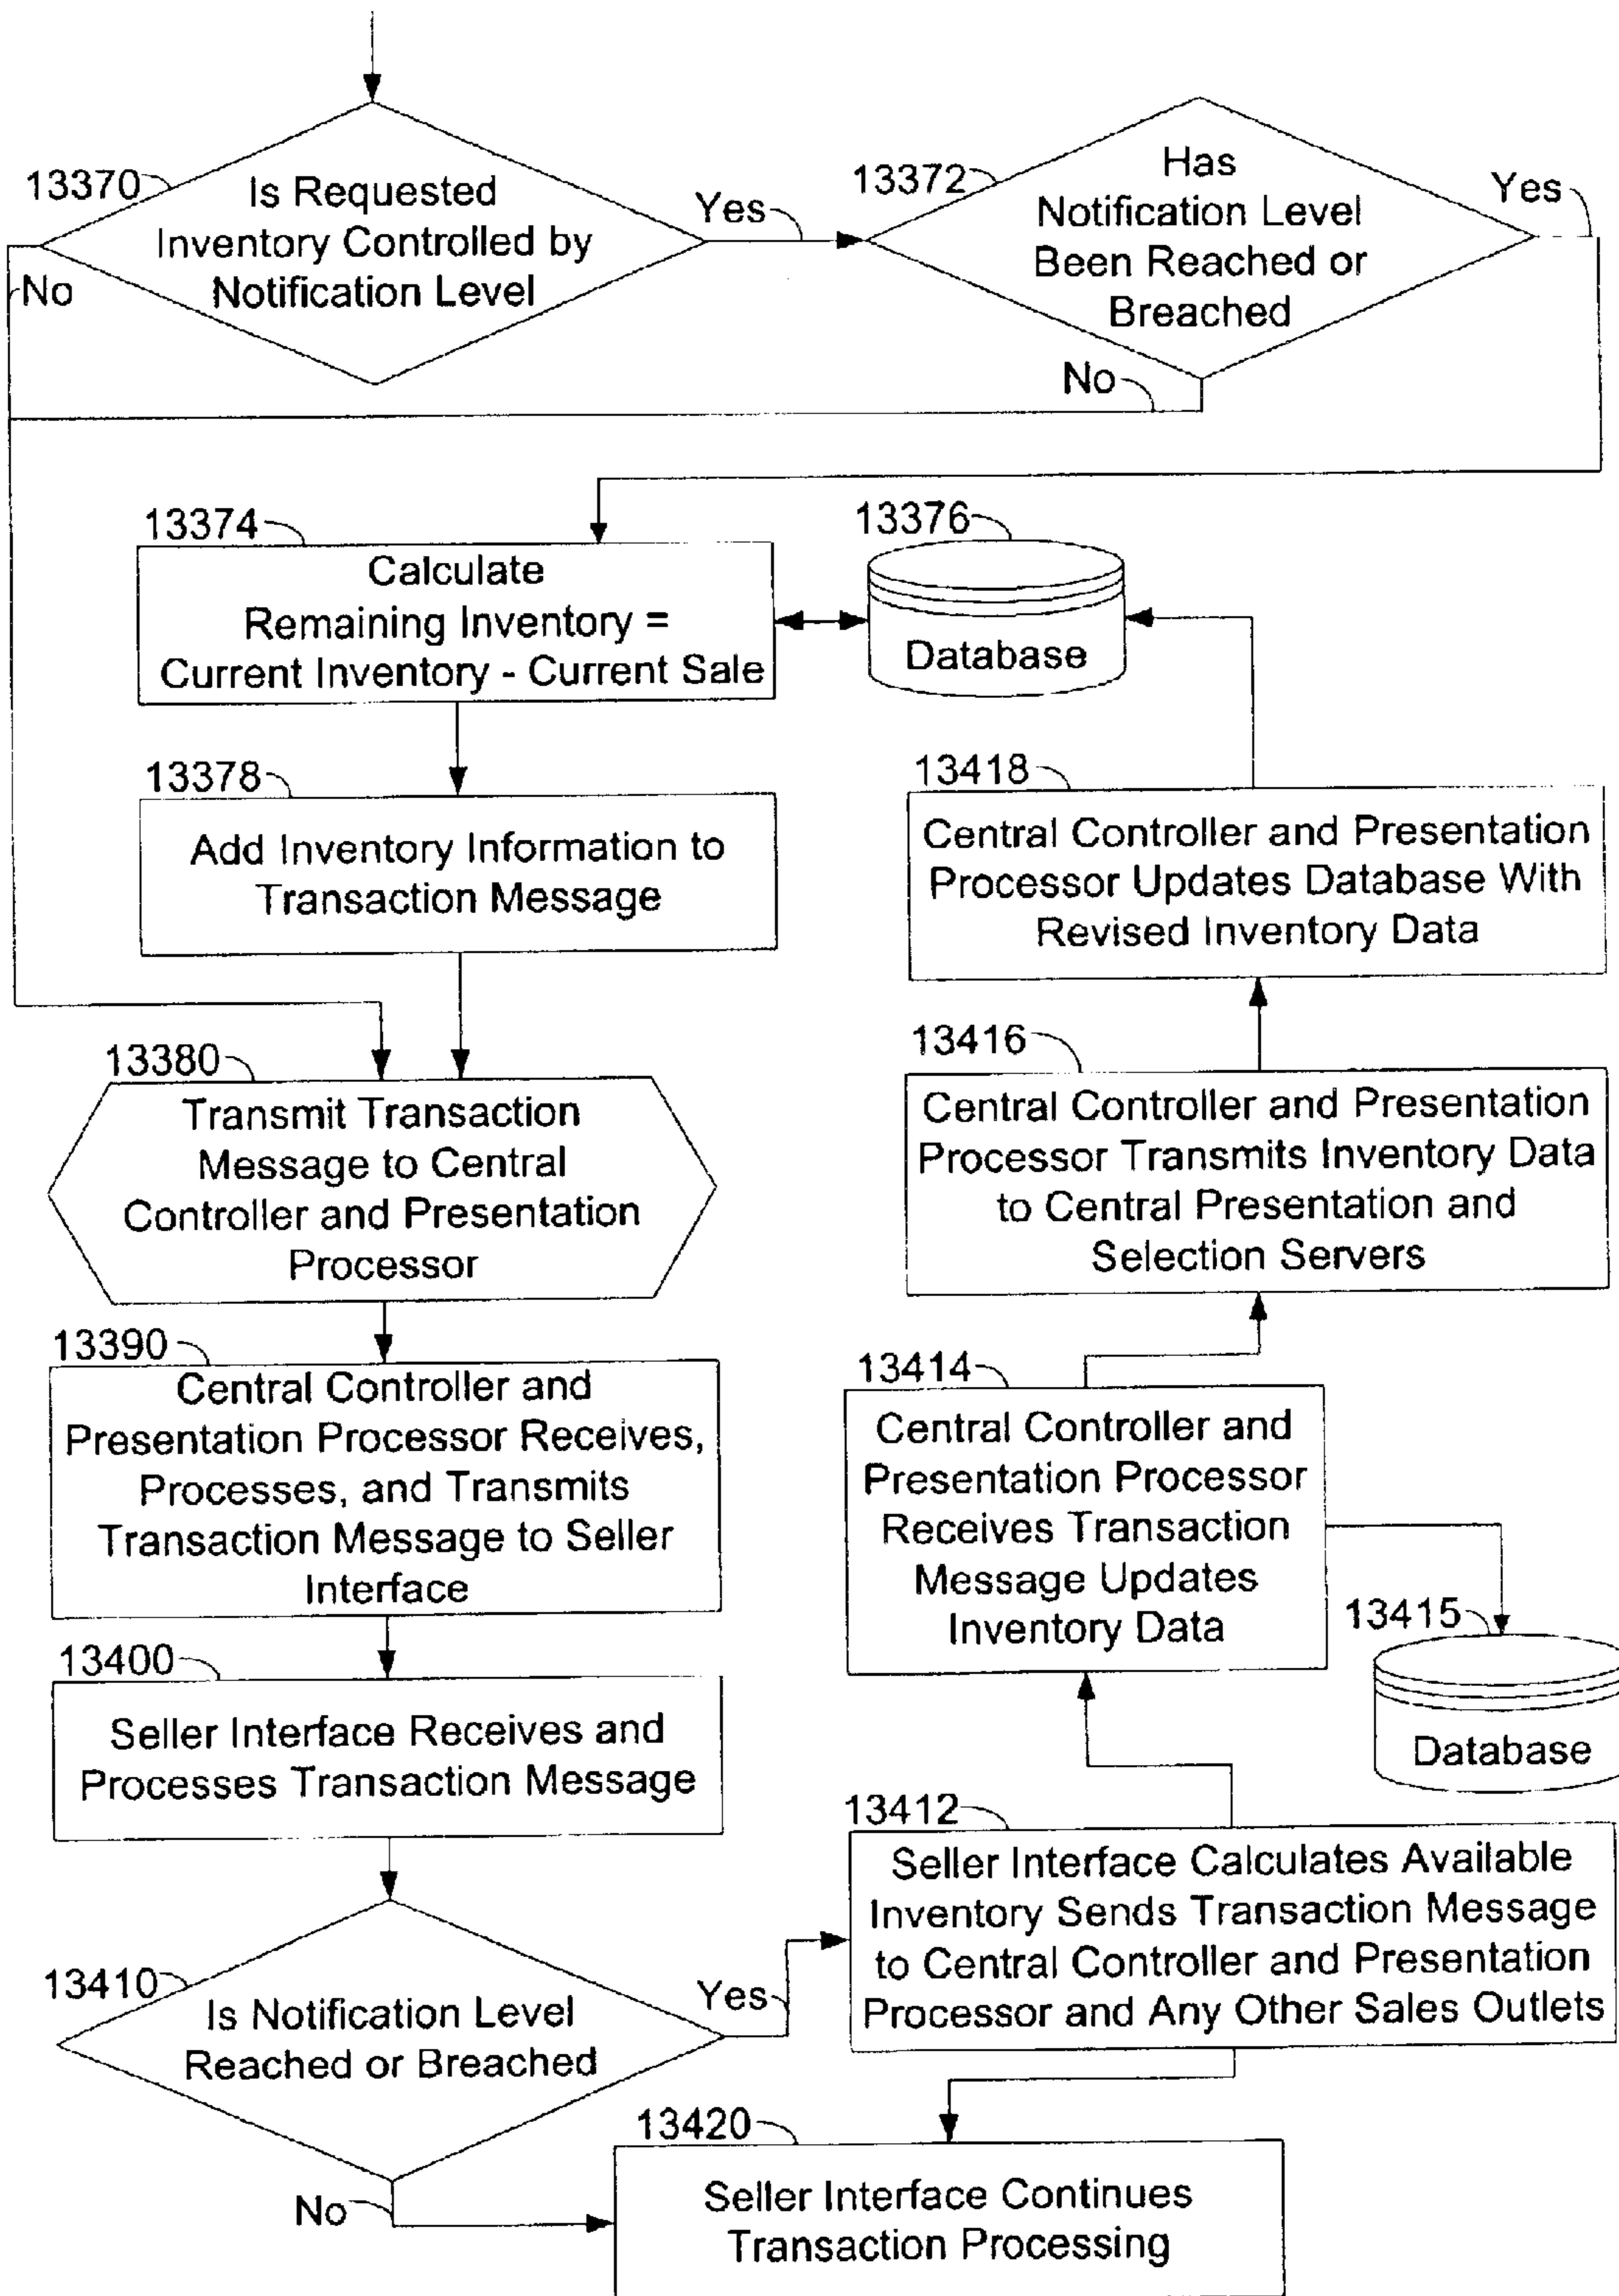 13370
Is Requested
Inventory Controlled by
Notification Level
Yes
No
13372
Has
Notification Level
Been Reached or
Breached
Yes
No
13374
Calculate
Remaining Inventory =
Current Inventory - Current Sale
13376
Database
13378
Add Inventory Information to
Transaction Message
13380
Transmit Transaction
Message to Central
Controller and Presentation
Processor
13390
Central Controller and
Presentation Processor Receives,
Processes, and Transmits
Transaction Message to Seller
Interface
13400
Seller Interface Receives and
Processes Transaction Message
13410
Is Notification Level
Reached or Breached
Yes
No
13412
Seller Interface Calculates Available
Inventory Sends Transaction Message
to Central Controller and Presentation
Processor and Any Other Sales Outlets
13414
Central Controller and
Presentation Processor
Receives Transaction
Message Updates
Inventory Data
13415
Database
13416
Central Controller and Presentation
Processor Transmits Inventory Data
to Central Presentation and
Selection Servers
13418
Central Controller and Presentation
Processor Updates Database With
Revised Inventory Data
13420
Seller Interface Continues
Transaction Processing